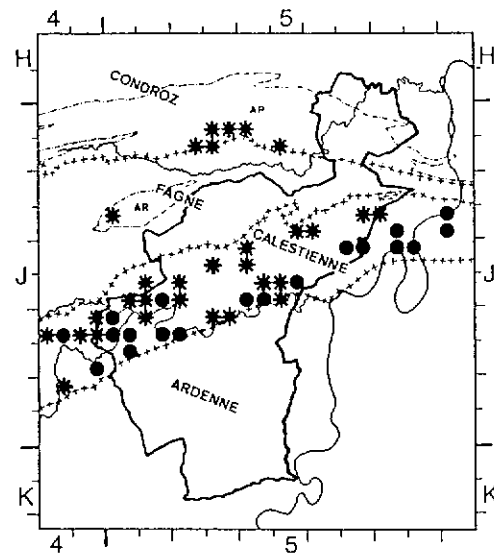 4 5
H H
CONDROZ
AP
FAGNE
AR
CALESTIENNE
J J
ARDENNE
K K
4 5